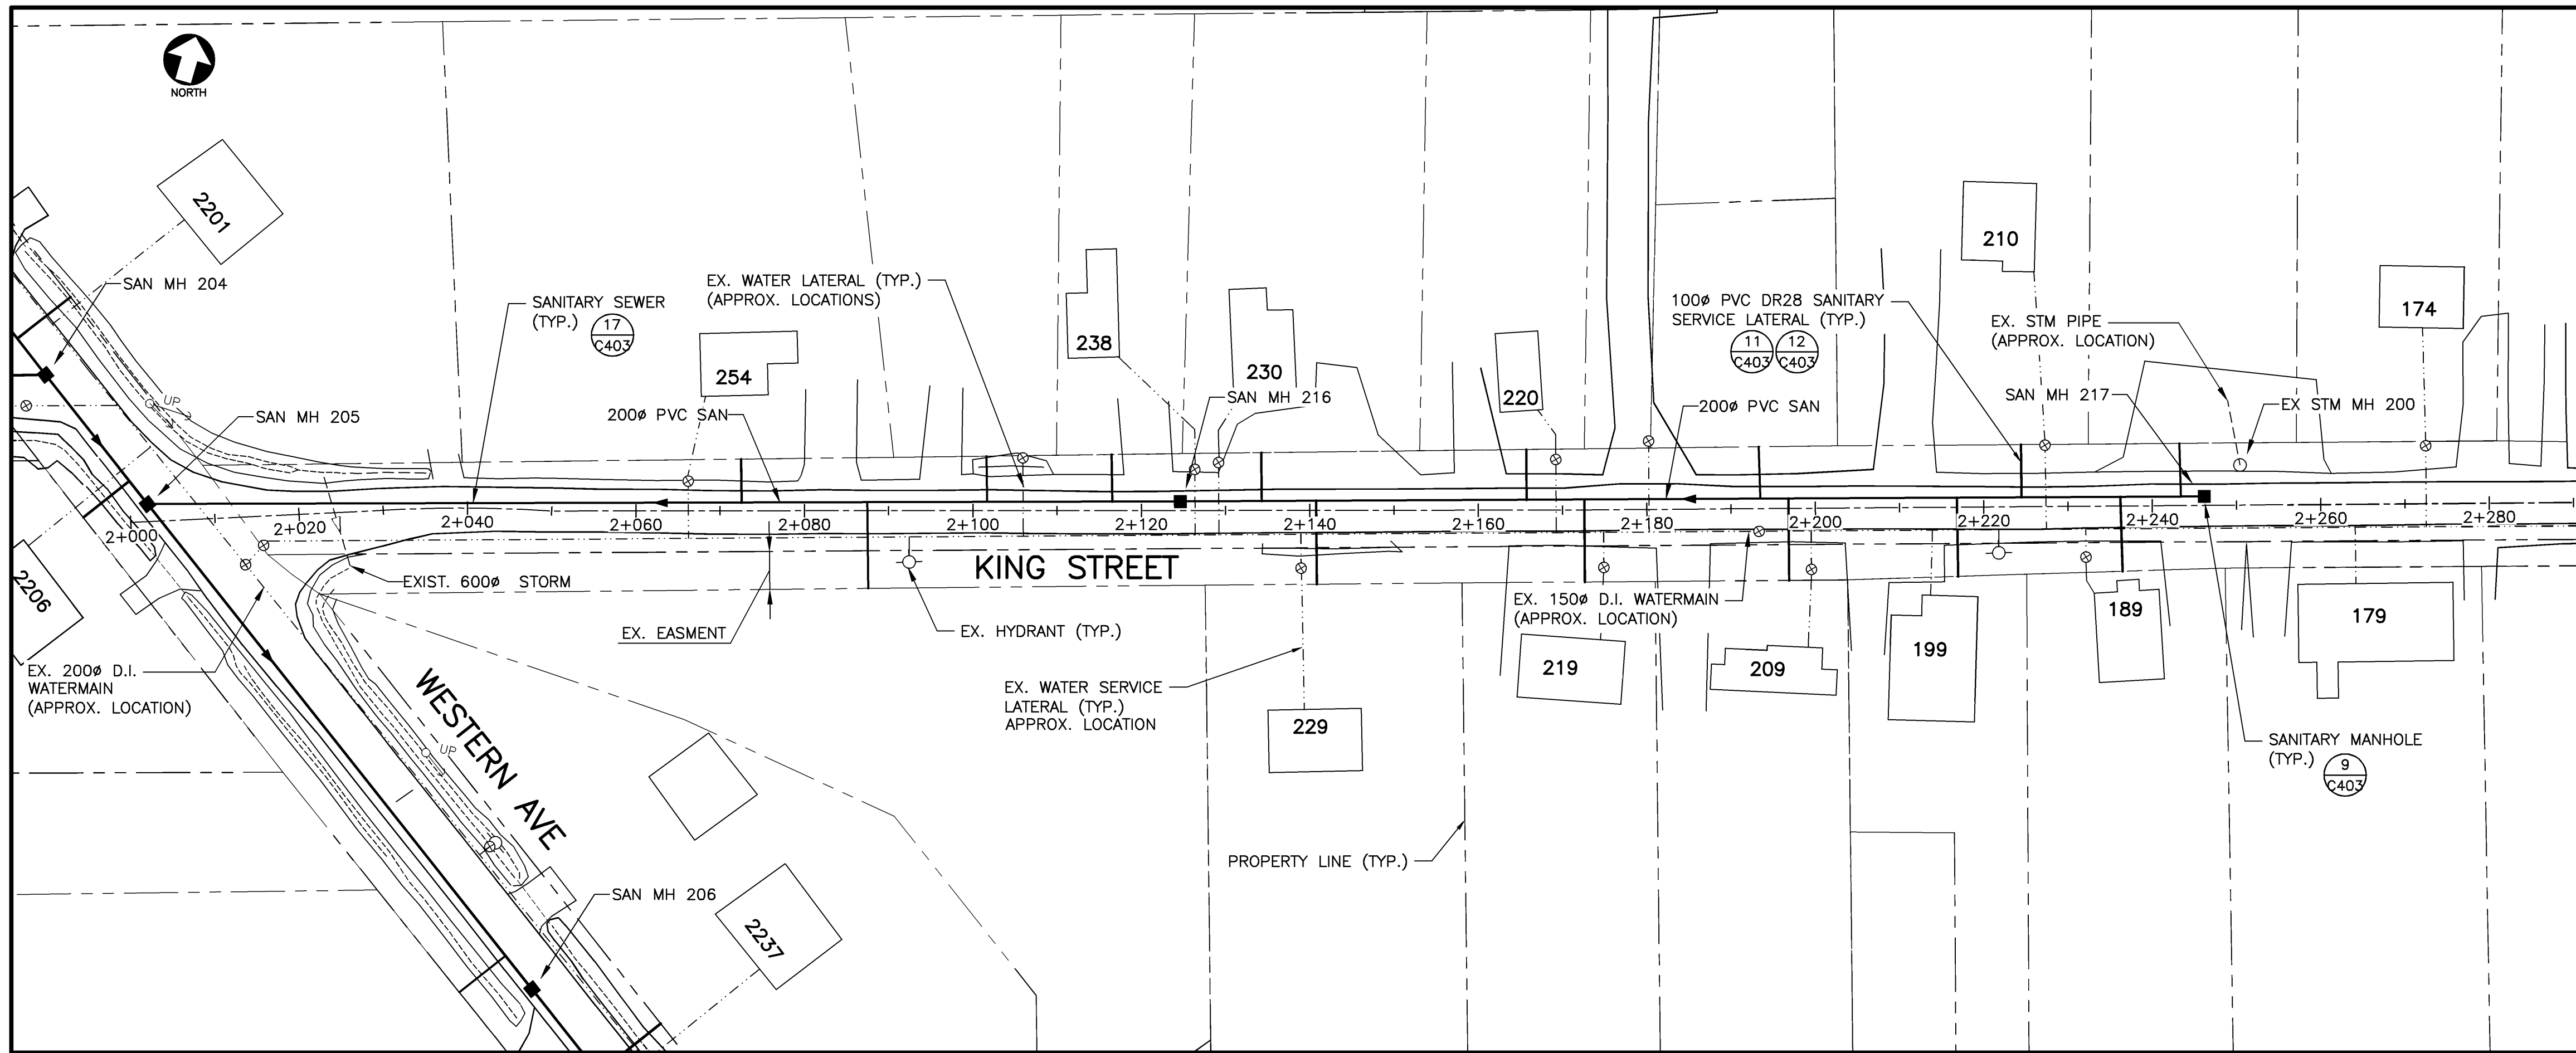 NORTH
2201
SAN MH 204
SANITARY SEWER
(TYP.)
17
C403
EX. WATER LATERAL (TYP.)
(APPROX. LOCATIONS)
238
254
230
SAN MH 216
220
100ø PVC DR28 SANITARY
SERVICE LATERAL (TYP.)
11
C403
12
C403
210
EX. STM PIPE
(APPROX. LOCATION)
174
UP
SAN MH 205
200ø PVC SAN
200ø PVC SAN
SAN MH 217
EX STM MH 200
2+000
2+020
2+040
2+060
2+080
2+100
2+120
2+140
2+160
2+180
2+200
2+220
2+240
2+260
2+280
KING STREET
EXIST. 600ø STORM
2206
EX. EASMENT
EX. HYDRANT (TYP.)
EX. 150ø D.I. WATERMAIN
(APPROX. LOCATION)
189
179
EX. 200ø D.I.
WATERMAIN
(APPROX. LOCATION)
WESTERN AVE
UP
EX. WATER SERVICE
LATERAL (TYP.)
APPROX. LOCATION
229
219
209
199
SANITARY MANHOLE
(TYP.)
9
C403
PROPERTY LINE (TYP.)
SAN MH 206
2237